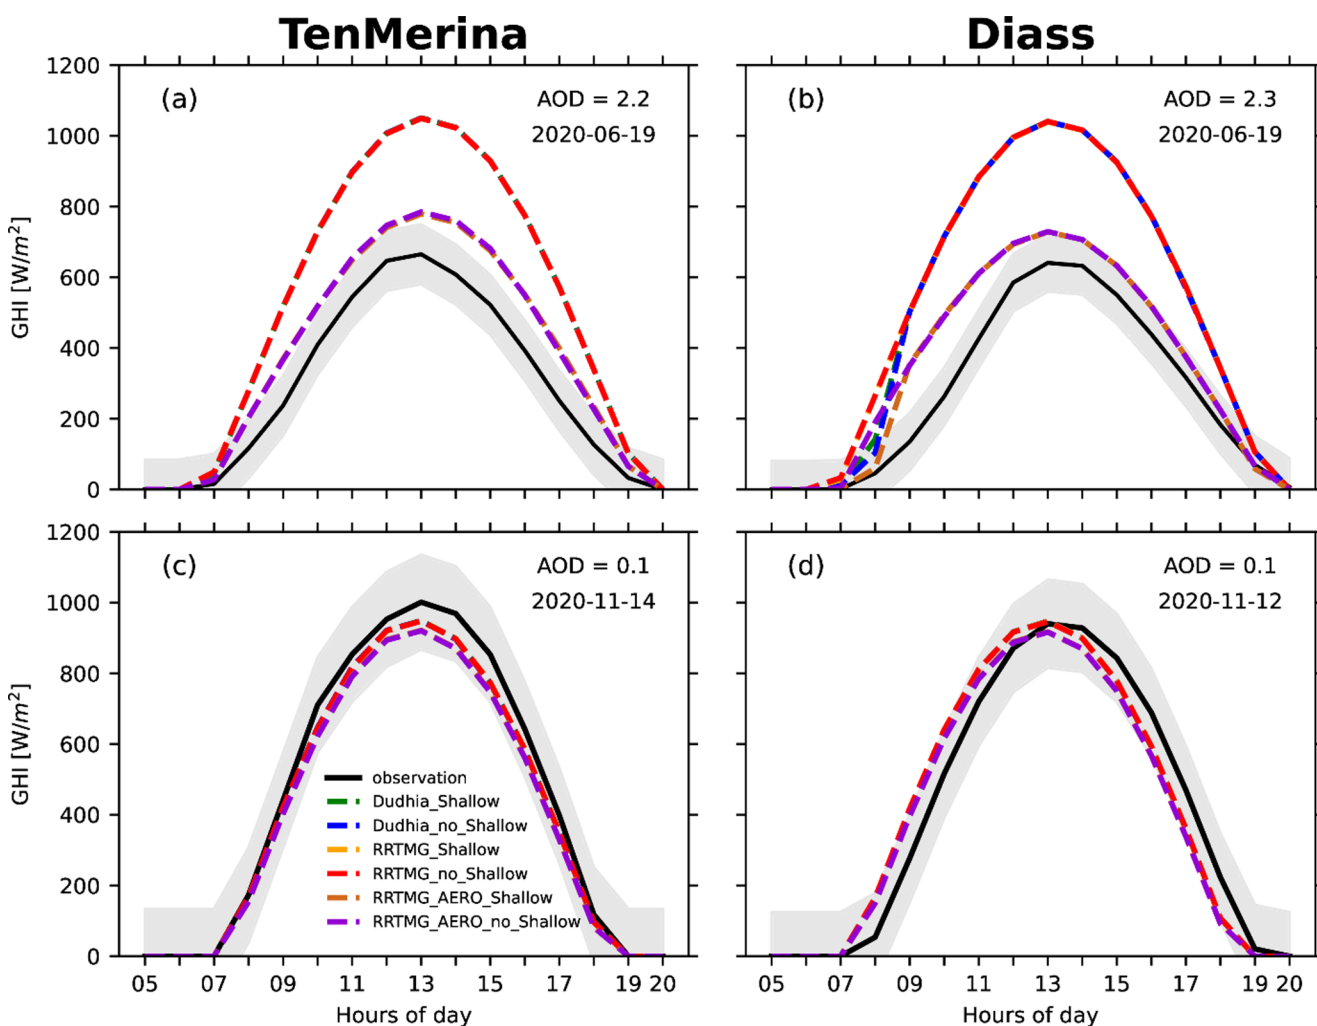 TenMerina
Diass
(a)
AOD = 2.2
2020-06-19
(b)
AOD = 2.3
2020-06-19
1200
1000
800
600
400
200
0
GHI [W/m²]
(c)
AOD = 0.1
2020-11-14
(d)
AOD = 0.1
2020-11-12
1200
1000
800
600
400
200
0
GHI [W/m²]
observation
Dudhia_Shallow
Dudhia_no_Shallow
RRTMG_Shallow
RRTMG_no_Shallow
RRTMG_AERO_Shallow
RRTMG_AERO_no_Shallow
05 07 09 11 13 15 17 19 20
05 07 09 11 13 15 17 19 20
Hours of day
Hours of day